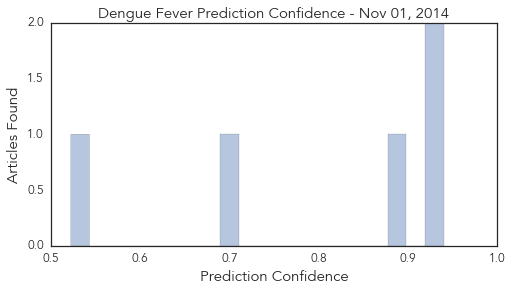 Dengue Fever Prediction Confidence - Nov 01, 2014
2.0
1.5
1.0
0.5
0.0
Articles Found
0.5 0.6 0.7 0.8 0.9 1.0
Prediction Confidence